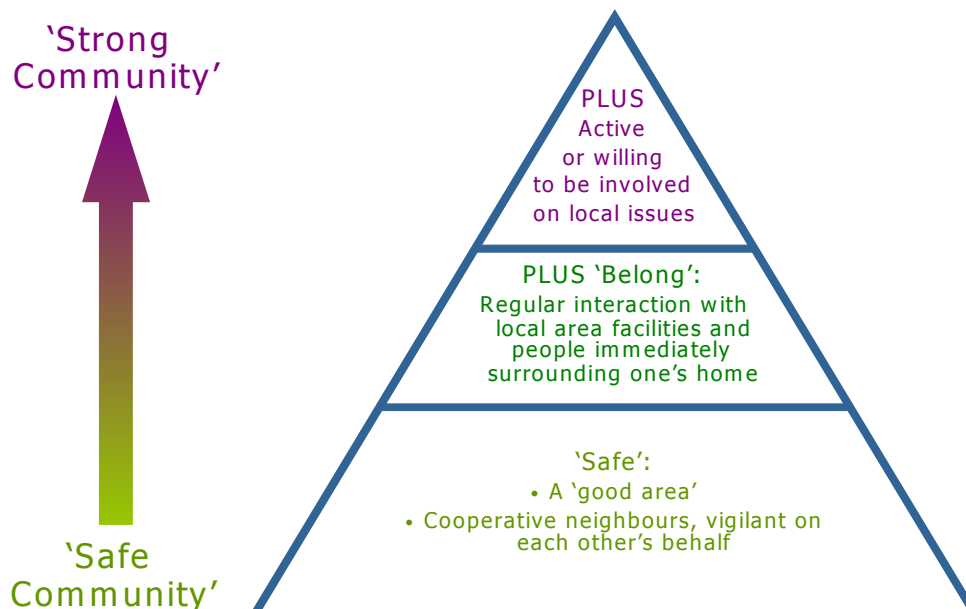 ‘Strong
Community’
PLUS
Active
or willing
to be involved
on local issues
PLUS ‘Belong’:
Regular interaction with
local area facilities and
people immediately
surrounding one’s home
‘Safe’:
• A ‘good area’
• Cooperative neighbours, vigilant on
each other’s behalf
‘Safe
Community’